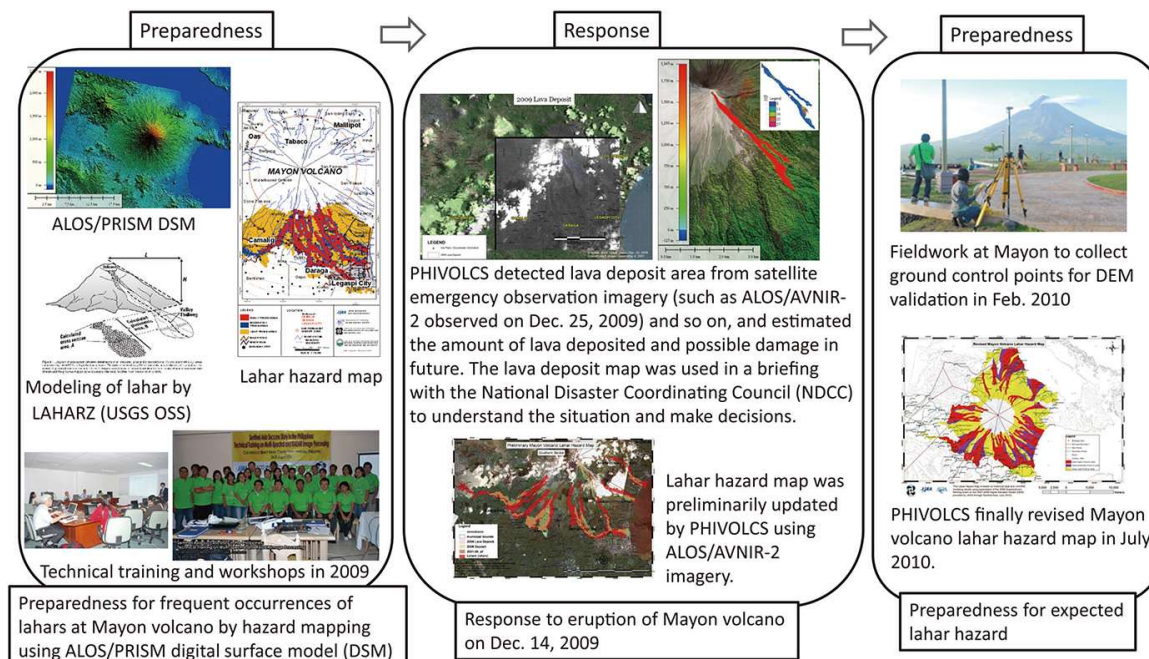 Preparedness
Response
Preparedness
ALOS/PRISM DSM
Oas
Malilipot
Tabaco
MAYON VOLCANO
Camalig
Daraga
Legaspi City
LEGEND
Lahar hazard map
Modeling of lahar by
LAHARZ (USGS OSS)
Technical training and workshops in 2009
Preparedness for frequent occurrences of
lahars at Mayon volcano by hazard mapping
using ALOS/PRISM digital surface model (DSM)
2009 Lava Deposit
LEGEND
PHIVOLCS detected lava deposit area from satellite
emergency observation imagery (such as ALOS/AVNIR-
2 observed on Dec. 25, 2009) and so on, and estimated
the amount of lava deposited and possible damage in
future. The lava deposit map was used in a briefing
with the National Disaster Coordinating Council (NDCC)
to understand the situation and make decisions.
Preliminary Mayon Volcano Lahar Hazard Map
Lahar hazard map was
preliminarily updated
by PHIVOLCS using
ALOS/AVNIR-2
imagery.
Response to eruption of Mayon volcano
on Dec. 14, 2009
Fieldwork at Mayon to collect
ground control points for DEM
validation in Feb. 2010
Revised Mayon Volcano Lahar Hazard Map
PHIVOLCS finally revised Mayon
volcano lahar hazard map in July
2010.
Preparedness for expected
lahar hazard